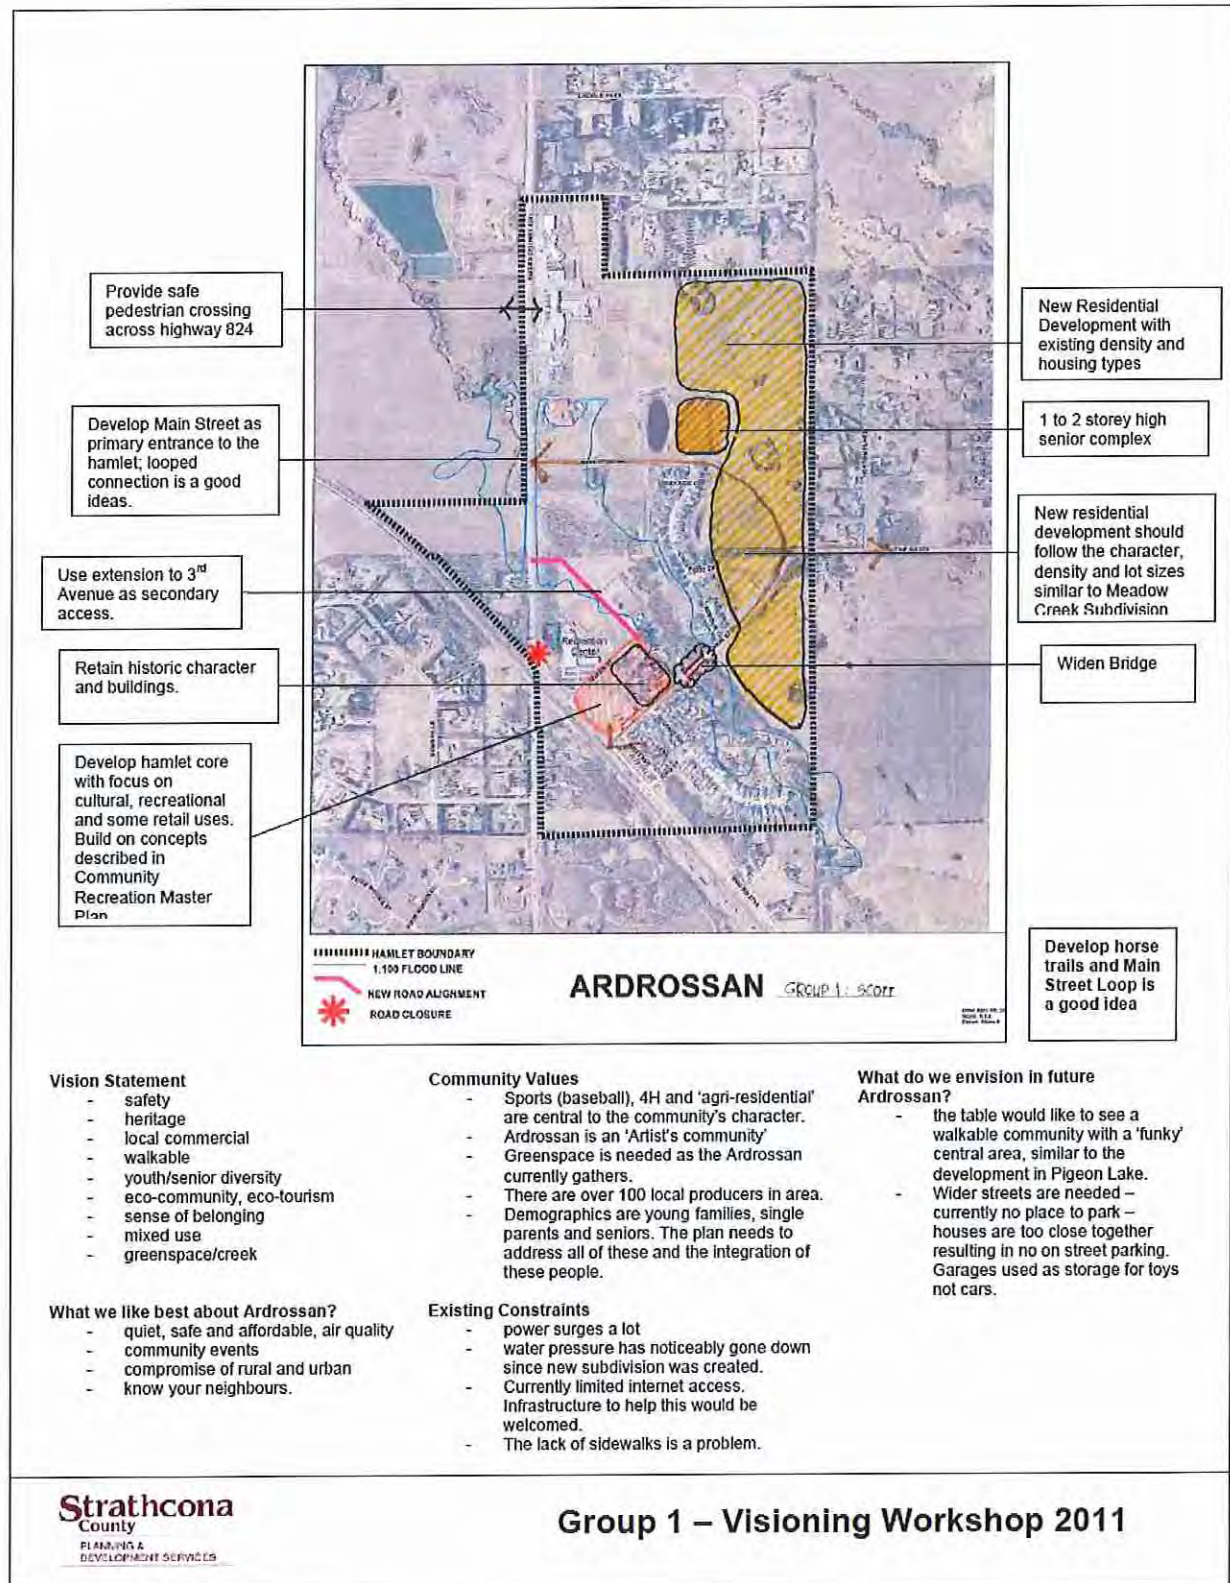 Provide safe
pedestrian crossing
across highway 824
Develop Main Street as
primary entrance to the
hamlet; looped
connection is a good
ideas.
Use extension to 3rd
Avenue as secondary
access.
Retain historic character
and buildings.
Develop hamlet core
with focus on
cultural, recreational
and some retail uses.
Build on concepts
described in
Community
Recreation Master
Plan
Recreation
Center
New Residential
Development with
existing density and
housing types
1 to 2 storey high
senior complex
New residential
development should
follow the character,
density and lot sizes
similar to Meadow
Creek Subdivision
Widen Bridge
Develop horse
trails and Main
Street Loop is
a good idea
HAMLET BOUNDARY
1:100 FLOOD LINE
NEW ROAD ALIGNMENT
ROAD CLOSURE
ARDROSSAN GROUP 1: SCOTT
Vision Statement
- safety
- heritage
- local commercial
- walkable
- youth/senior diversity
- eco-community, eco-tourism
- sense of belonging
- mixed use
- greenspace/creek
What we like best about Ardrossan?
- quiet, safe and affordable, air quality
- community events
- compromise of rural and urban
- know your neighbours.
Community Values
- Sports (baseball), 4H and 'agri-residential'
are central to the community's character.
- Ardrossan is an 'Artist's community'
- Greenspace is needed as the Ardrossan
currently gathers.
- There are over 100 local producers in area.
- Demographics are young families, single
parents and seniors. The plan needs to
address all of these and the integration of
these people.
Existing Constraints
- power surges a lot
- water pressure has noticeably gone down
since new subdivision was created.
- Currently limited internet access.
Infrastructure to help this would be
welcomed.
- The lack of sidewalks is a problem.
What do we envision in future
Ardrossan?
- the table would like to see a
walkable community with a 'funky'
central area, similar to the
development in Pigeon Lake.
- Wider streets are needed –
currently no place to park –
houses are too close together
resulting in no on street parking.
Garages used as storage for toys
not cars.
Strathcona
County
PLANNING &
DEVELOPMENT SERVICES
Group 1 – Visioning Workshop 2011